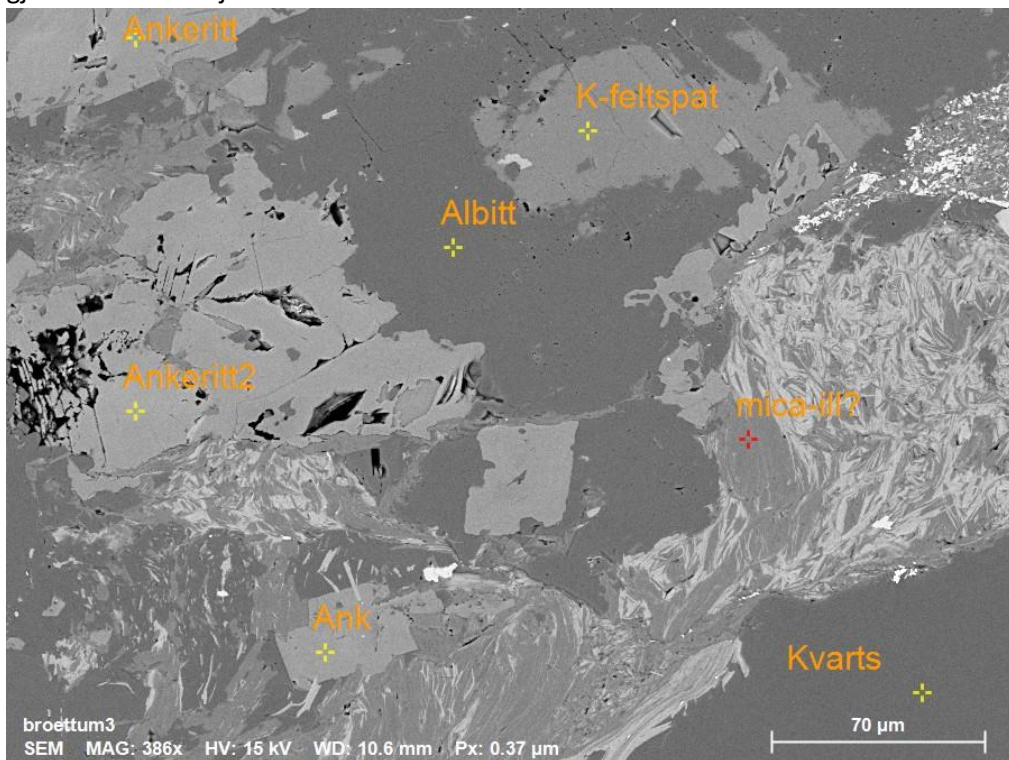 Ankeritt
K-feltspat
Albitt
Ankeritt2
mica-ill?
Ank
Kvarts
broettum3
70 µm
SEM MAG: 386x HV: 15 kV WD: 10.6 mm Px: 0.37 µm